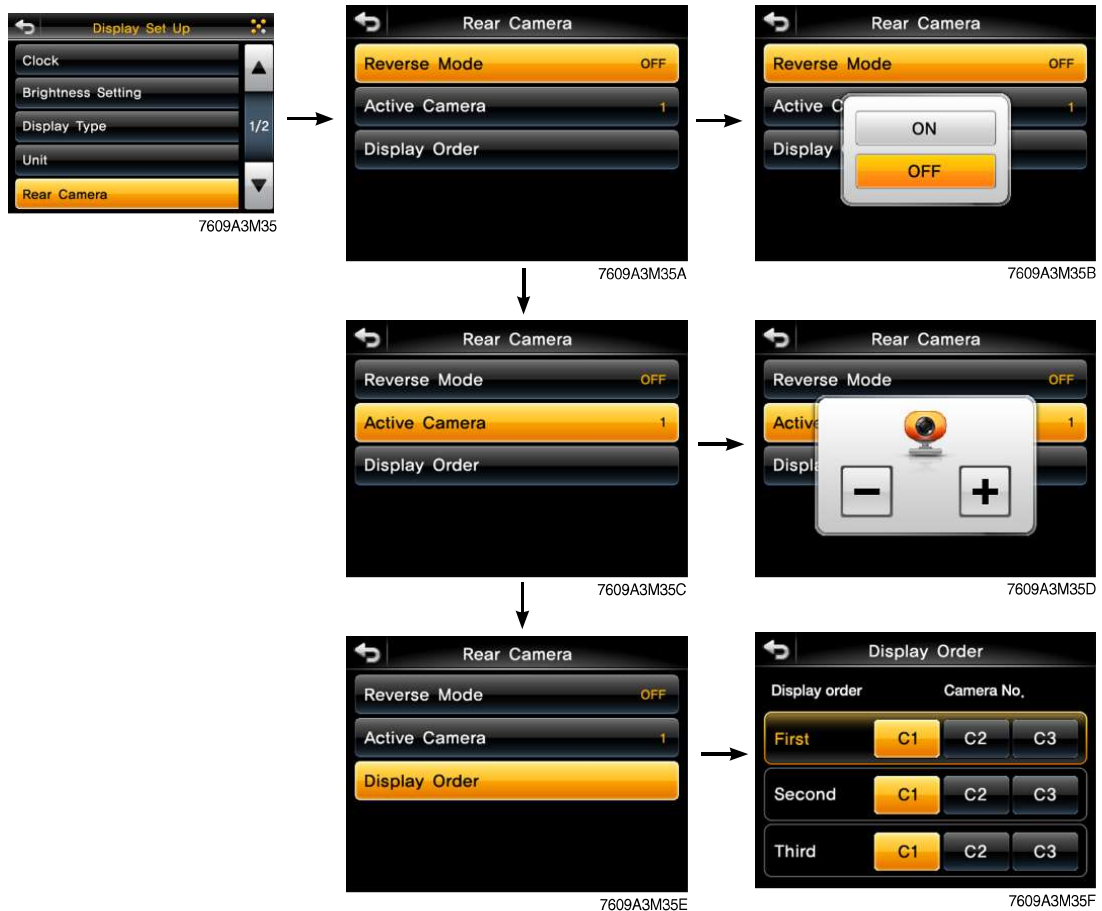 Display Set Up
Clock
Brightness Setting
Display Type
1/2
Unit
Rear Camera
7609A3M35
Rear Camera
Reverse Mode OFF
Active Camera 1
Display Order
7609A3M35A
Rear Camera
Reverse Mode OFF
Active C 1
ON
Display
OFF
7609A3M35B
Rear Camera
Reverse Mode OFF
Active Camera 1
Display Order
7609A3M35C
Rear Camera
Reverse Mode OFF
Active 1
Displa
− +
7609A3M35D
Rear Camera
Reverse Mode OFF
Active Camera 1
Display Order
7609A3M35E
Display Order
Display order Camera No.
First C1 C2 C3
Second C1 C2 C3
Third C1 C2 C3
7609A3M35F